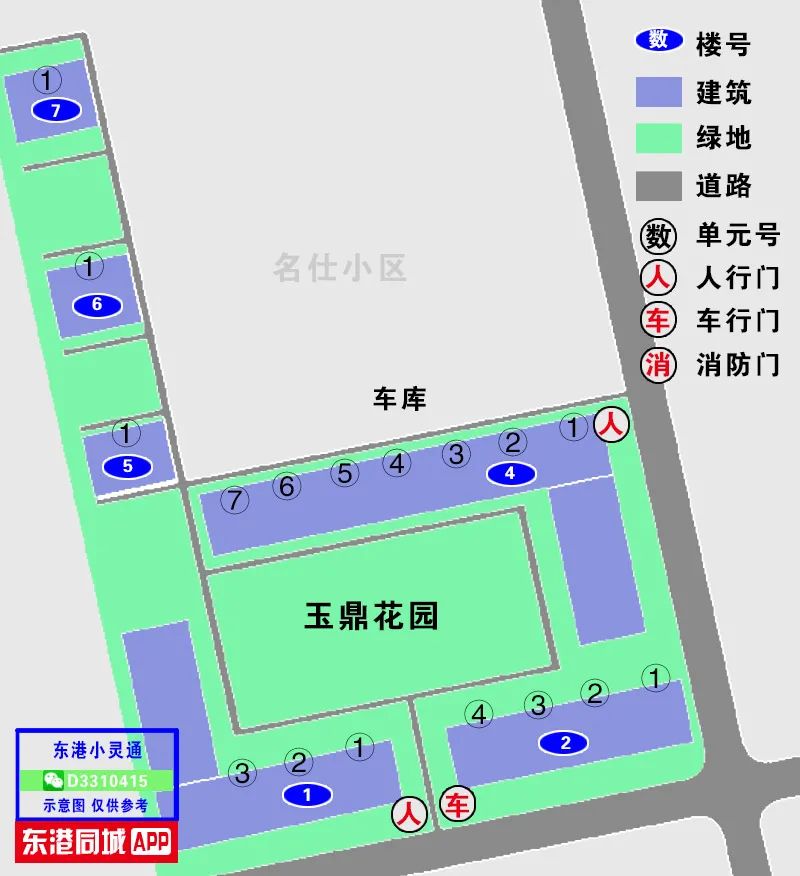 数 楼号
建筑
绿地
道路
数 单元号
人 人行门
车 车行门
消 消防门
1
7
名仕小区
1
6
车库
1
5
7 6 5 4 3 2 1 人
4
玉鼎花园
4 3 2 1
2
3 2 1
1
人 车
东港小灵通
D3310415
示意图 仅供参考
东港同城APP